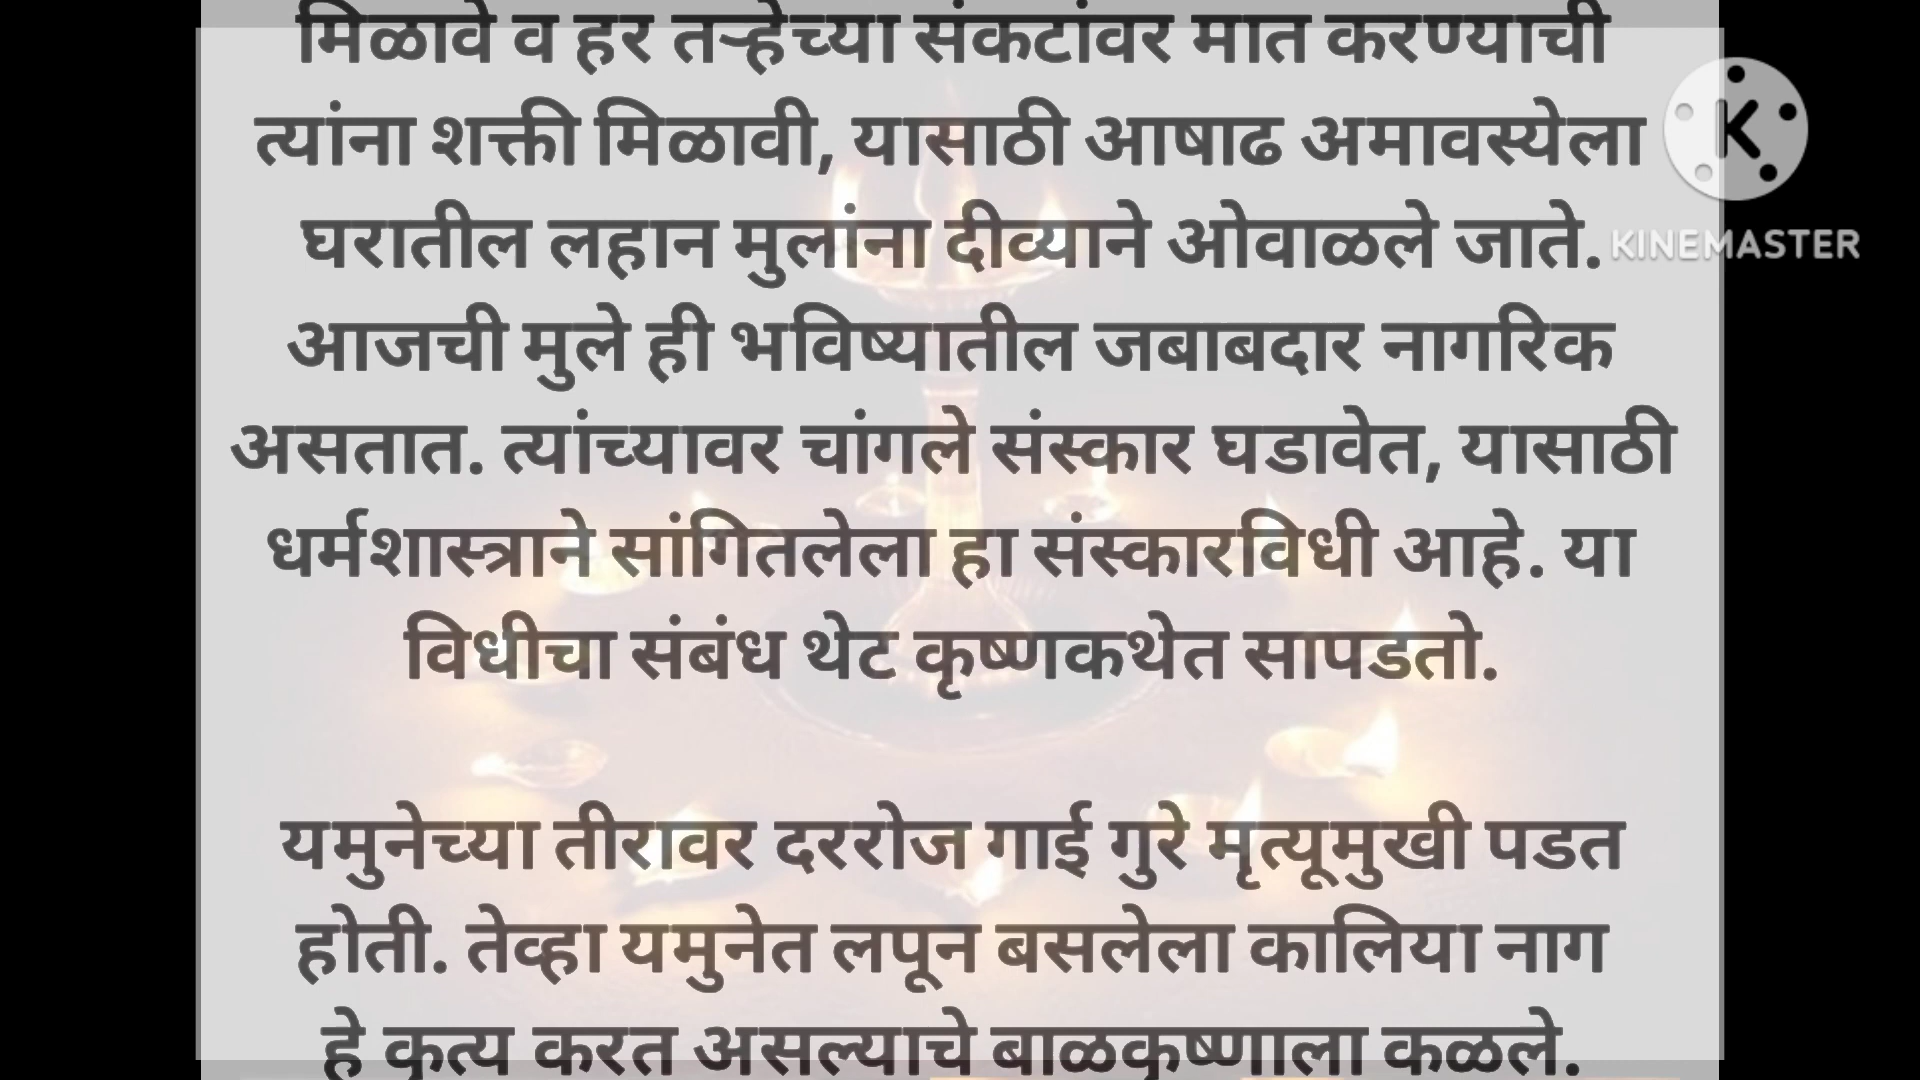 मिळावे व हर तऱ्हेच्या संकटांवर मात करण्याची
त्यांना शक्ती मिळावी, यासाठी आषाढ अमावस्येला
घरातील लहान मुलांना दीव्याने ओवाळले जाते.
आजची मुले ही भविष्यातील जबाबदार नागरिक
असतात. त्यांच्यावर चांगले संस्कार घडावेत, यासाठी
धर्मशास्त्राने सांगितलेला हा संस्कारविधी आहे. या
विधीचा संबंध थेट कृष्णकथेत सापडतो.
यमुनेच्या तीरावर दररोज गाई गुरे मृत्यूमुखी पडत
होती. तेव्हा यमुनेत लपून बसलेला कालिया नाग
हे कृत्य करत असल्याचे बाळकृष्णाला कळले.
K
KINEMASTER